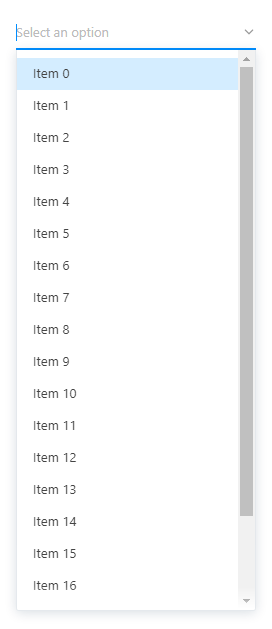 Select an option
Item 0
Item 1
Item 2
Item 3
Item 4
Item 5
Item 6
Item 7
Item 8
Item 9
Item 10
Item 11
Item 12
Item 13
Item 14
Item 15
Item 16